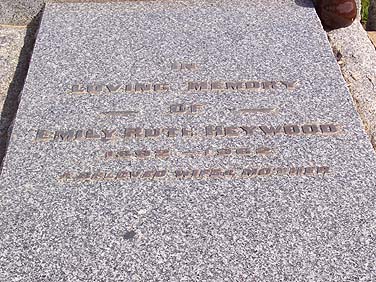 IN
LOVING MEMORY
OF
EMILY RUTH HEYWOOD
A BELOVED WIFE & MOTHER